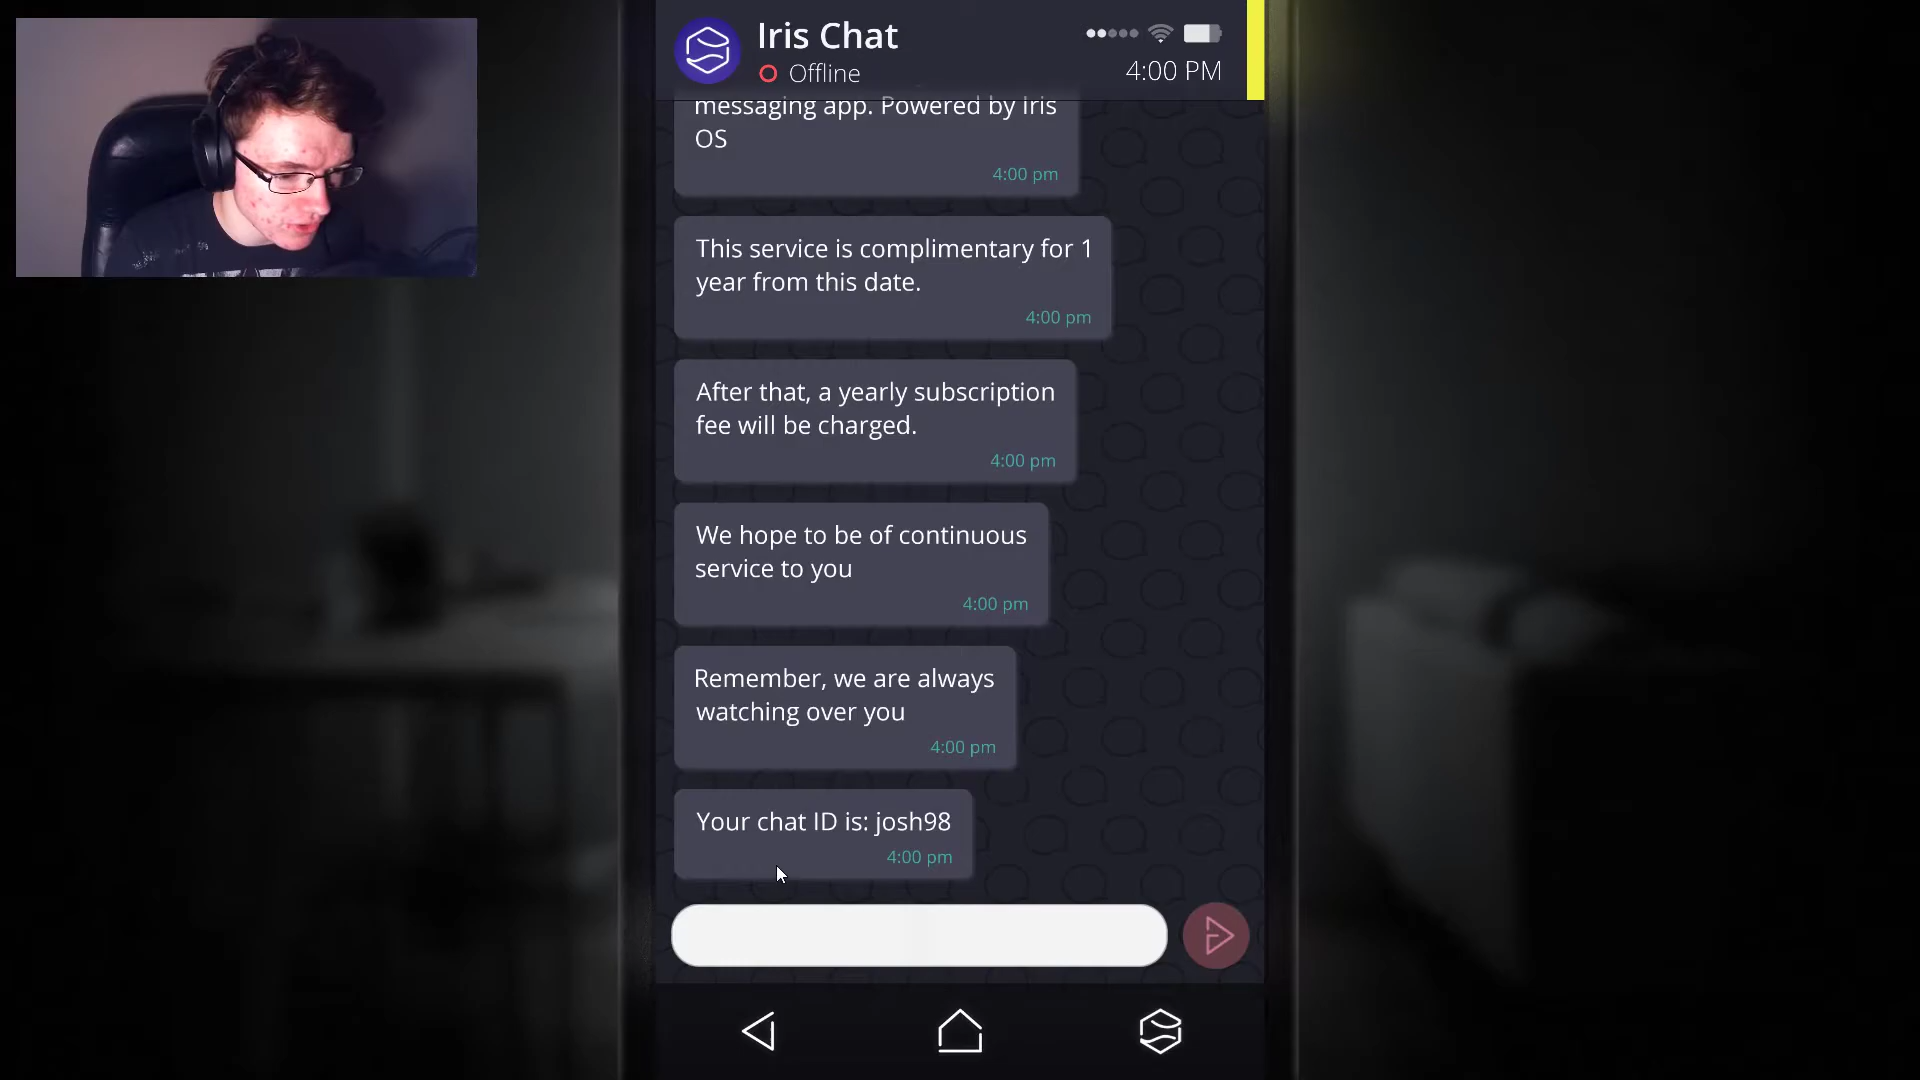 Iris Chat
Offline
4:00 PM
messaging app. Powered by Iris
OS
4:00 pm
This service is complimentary for 1
year from this date.
4:00 pm
After that, a yearly subscription
fee will be charged.
4:00 pm
We hope to be of continuous
service to you
4:00 pm
Remember, we are always
watching over you
4:00 pm
Your chat ID is: josh98
4:00 pm